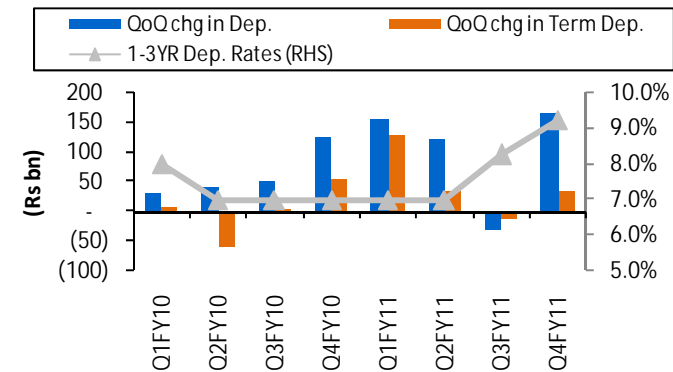 QoQ chg in Dep. QoQ chg in Term Dep.
1-3YR Dep. Rates (RHS)
(Rs bn)
200
150
100
50
-
(50)
(100)
10.0%
9.0%
8.0%
7.0%
6.0%
5.0%
Q1FY10
Q2FY10
Q3FY10
Q4FY10
Q1FY11
Q2FY11
Q3FY11
Q4FY11